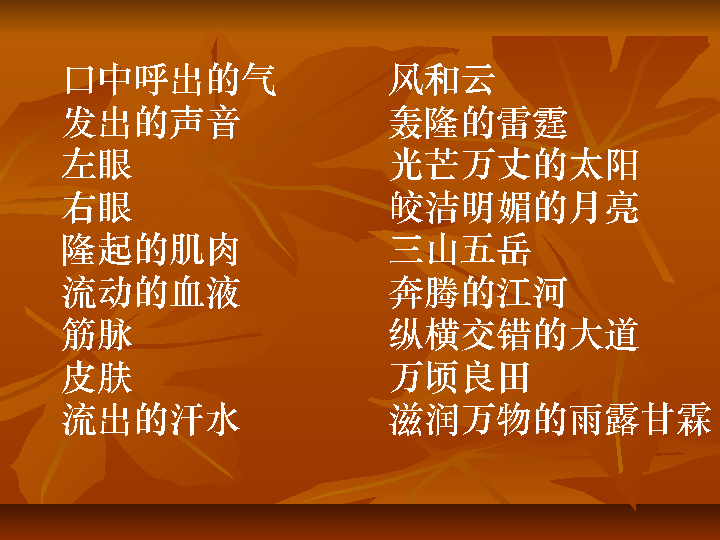 口中呼出的气 风和云
发出的声音 轰隆的雷霆
左眼 光芒万丈的太阳
右眼 皎洁明媚的月亮
隆起的肌肉 三山五岳
流动的血液 奔腾的江河
筋脉 纵横交错的大道
皮肤 万顷良田
流出的汗水 滋润万物的雨露甘霖